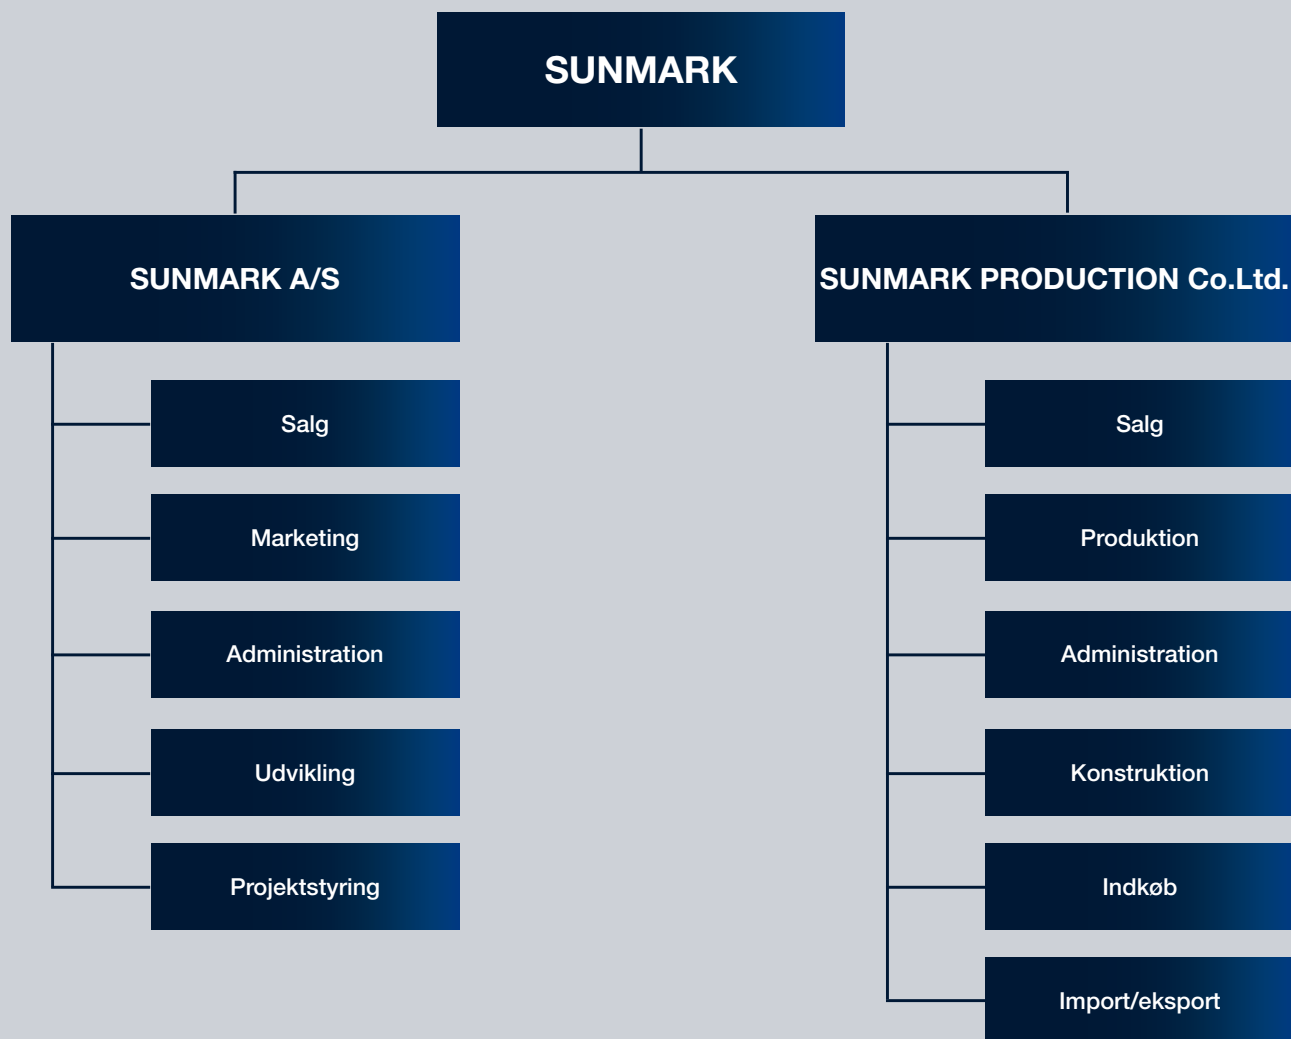 SUNMARK
SUNMARK A/S
Salg
Marketing
Administration
Udvikling
Projektstyring
SUNMARK PRODUCTION Co.Ltd.
Salg
Produktion
Administration
Konstruktion
Indkøb
Import/eksport